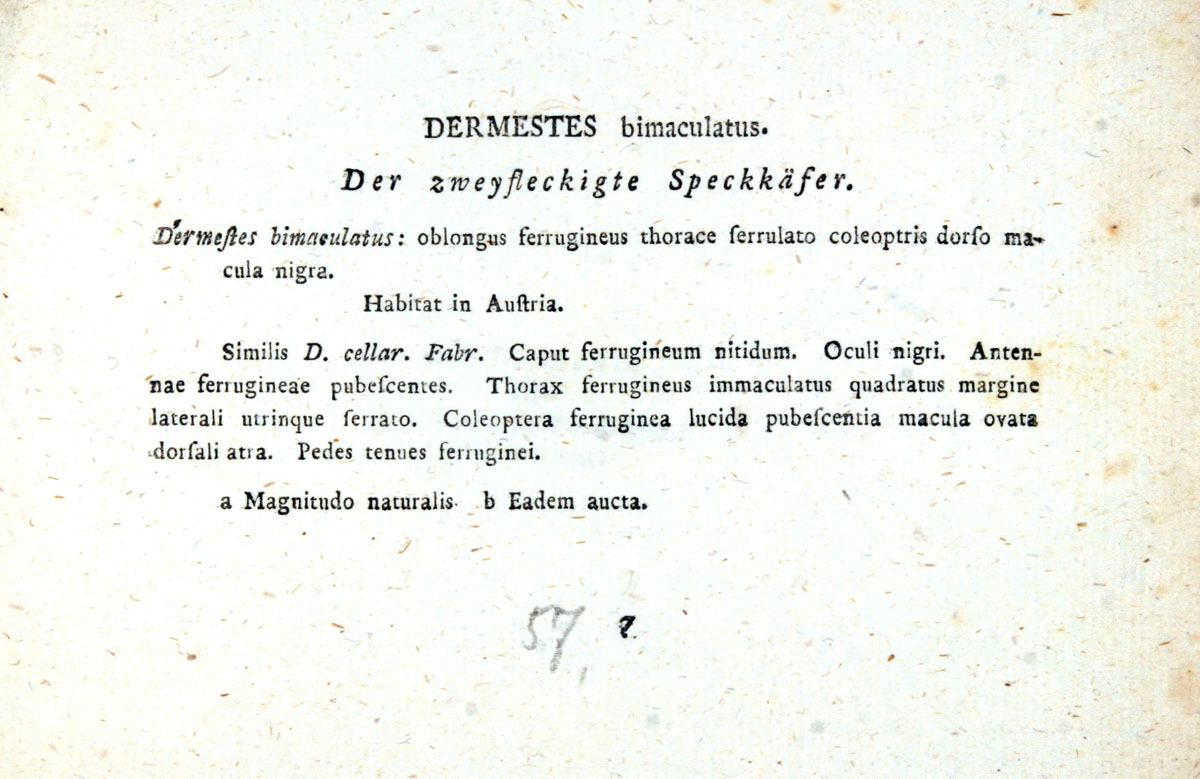 DERMESTES bimaculatus.
Der zweyfleckigte Speckkäfer.
Dermeſtes bimaculatus: oblongus ferrugineus thorace ſerrulato coleoptris dorſo ma-
cula nigra.
Habitat in Auſtria.
Similis D. cellar. Fabr. Caput ferrugineum nitidum. Oculi nigri. Anten-
nae ferrugineae pubeſcentes. Thorax ferrugineus immaculatus quadratus margine
laterali utrinque ſerrato. Coleoptera ferruginea lucida pubeſcentia macula ovata
dorſali atra. Pedes tenues ferruginei.
a Magnitudo naturalis. b Eadem aucta.
57,